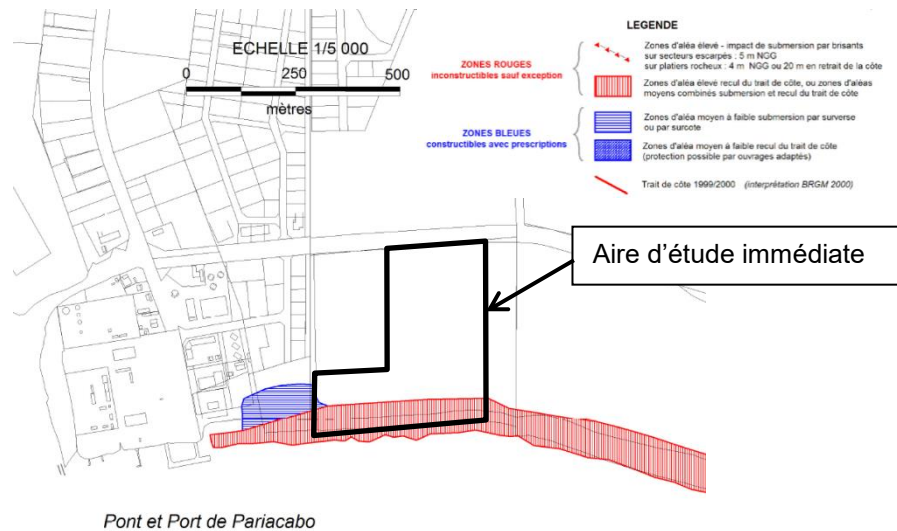 ECHELLE 1/5 000
0 250 500
mètres
LEGENDE
ZONES ROUGES
inconstructibles sauf exception
Zones d'aléa élevé - impact de submersion par brisants
sur secteurs escarpés : 5 m NGG
sur platiers rocheux : 4 m NGG ou 20 m en retrait de la côte
Zones d'aléa élevé recul du trait de côte, ou zones d'aléas
moyens combinés submersion et recul du trait de côte
ZONES BLEUES
constructibles avec prescriptions
Zones d'aléa moyen à faible submersion par surverse
ou par surcote
Zones d'aléa moyen à faible recul du trait de côte
(protection possible par ouvrages adaptés)
Trait de côte 1999/2000 (interprétation BRGM 2000)
Aire d'étude immédiate
Pont et Port de Pariacabo